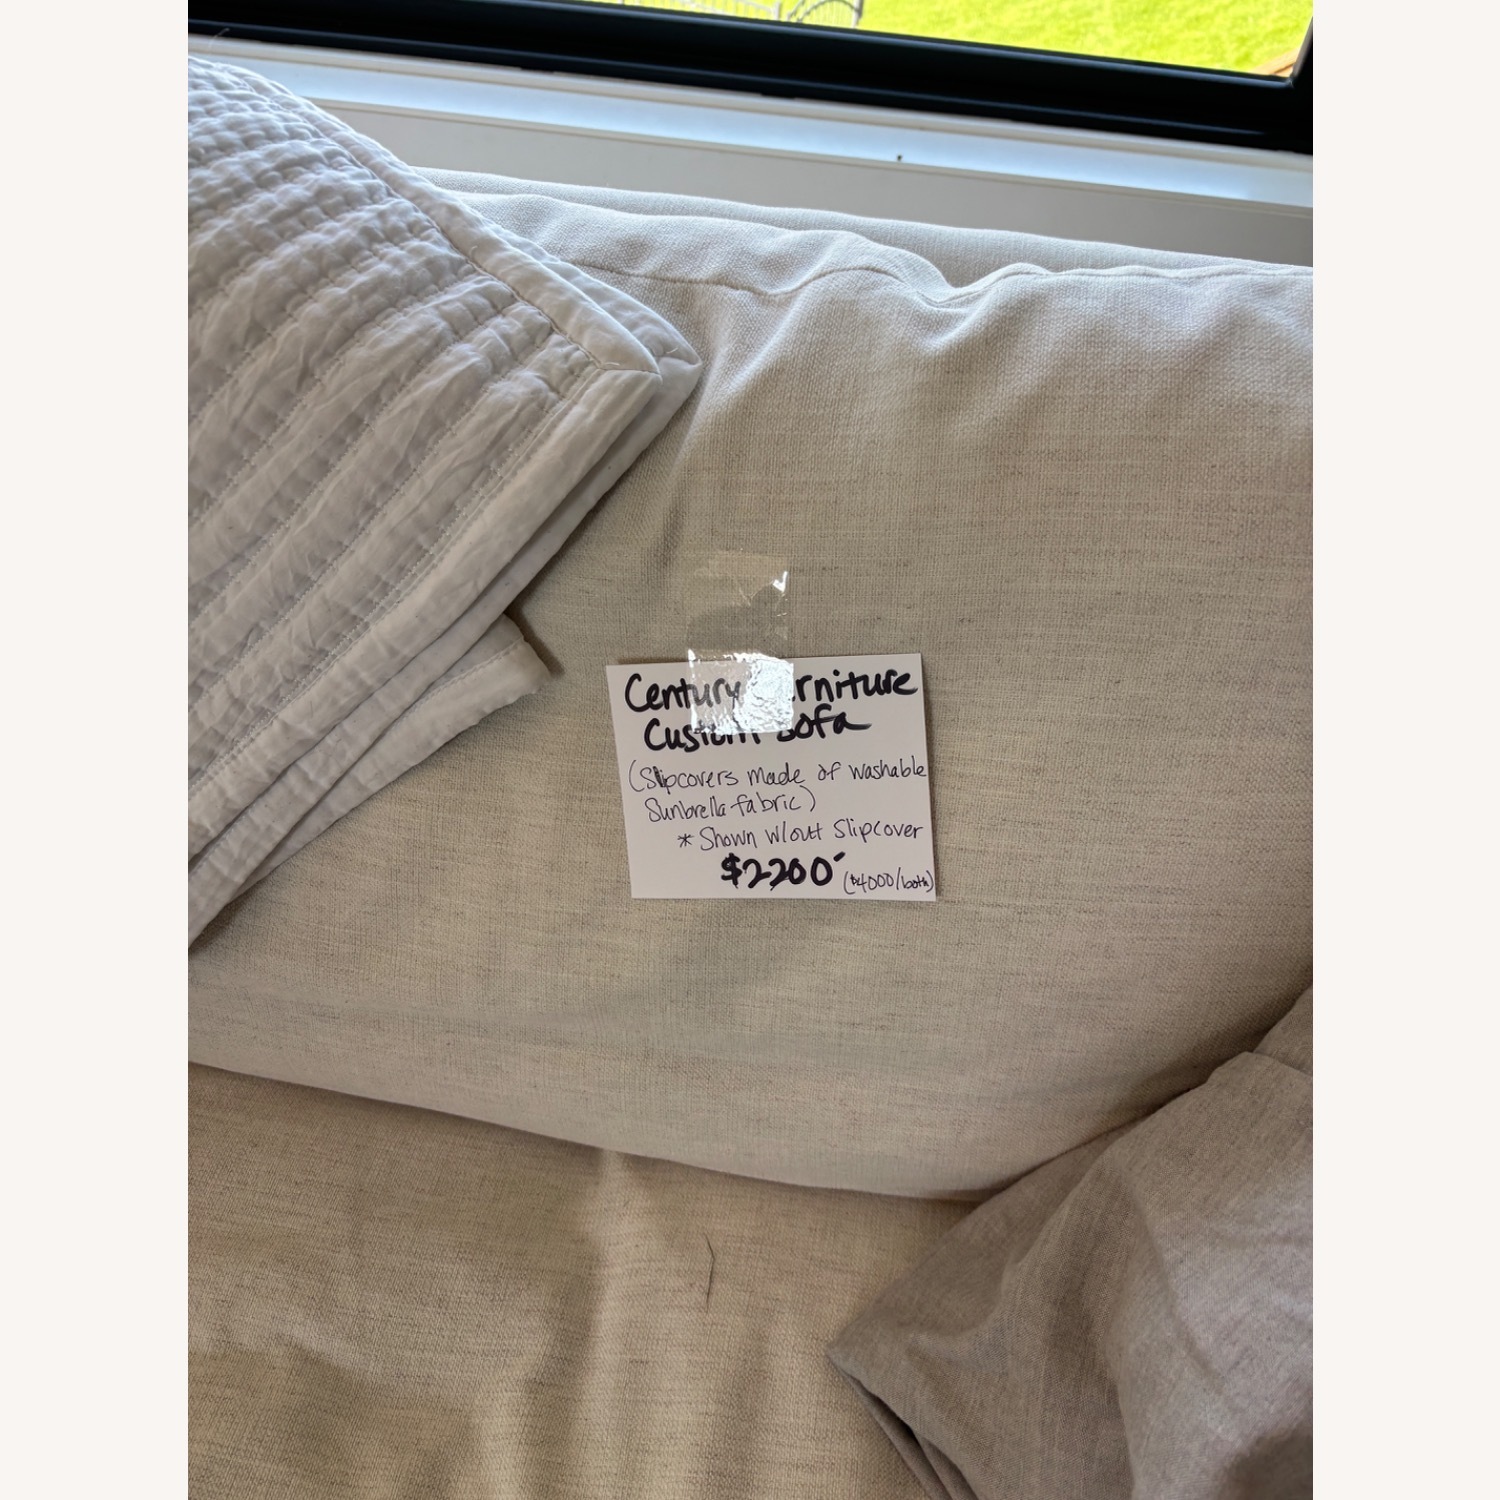 Century Furniture
Custom Sofa
(Slipcovers made of washable
Sunbrella fabric)
* Shown w/out Slipcover
$2200- ($4000/both)